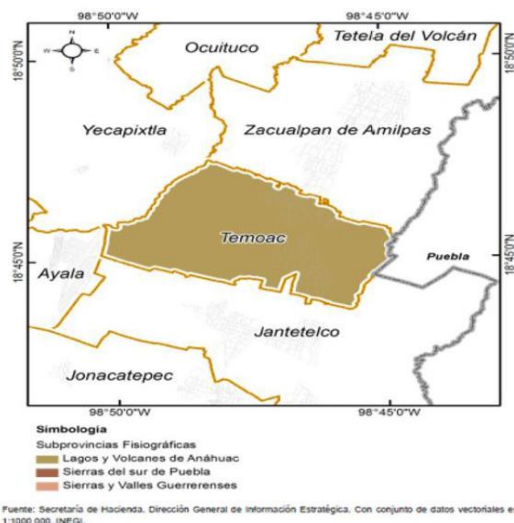 98°50'0"W 98°45'0"W
N
W E
S
Ocuituco
Tetela del Volcán
18°50'0"N
18°50'0"N
Yecapixtla
Zacualpan de Amilpas
Temoac
18°45'0"N
Ayala
Puebla
18°45'0"N
Jantetelco
Jonacatepec
98°50'0"W 98°45'0"W
Simbología
Subprovincias Fisiográficas
Lagos y Volcanes de Anáhuac
Sierras del sur de Puebla
Sierras y Valles Guerrerenses
Fuente: Secretaría de Hacienda. Dirección General de Información Estratégica. Con conjunto de datos vectoriales e
1:1000 000. INEGI.